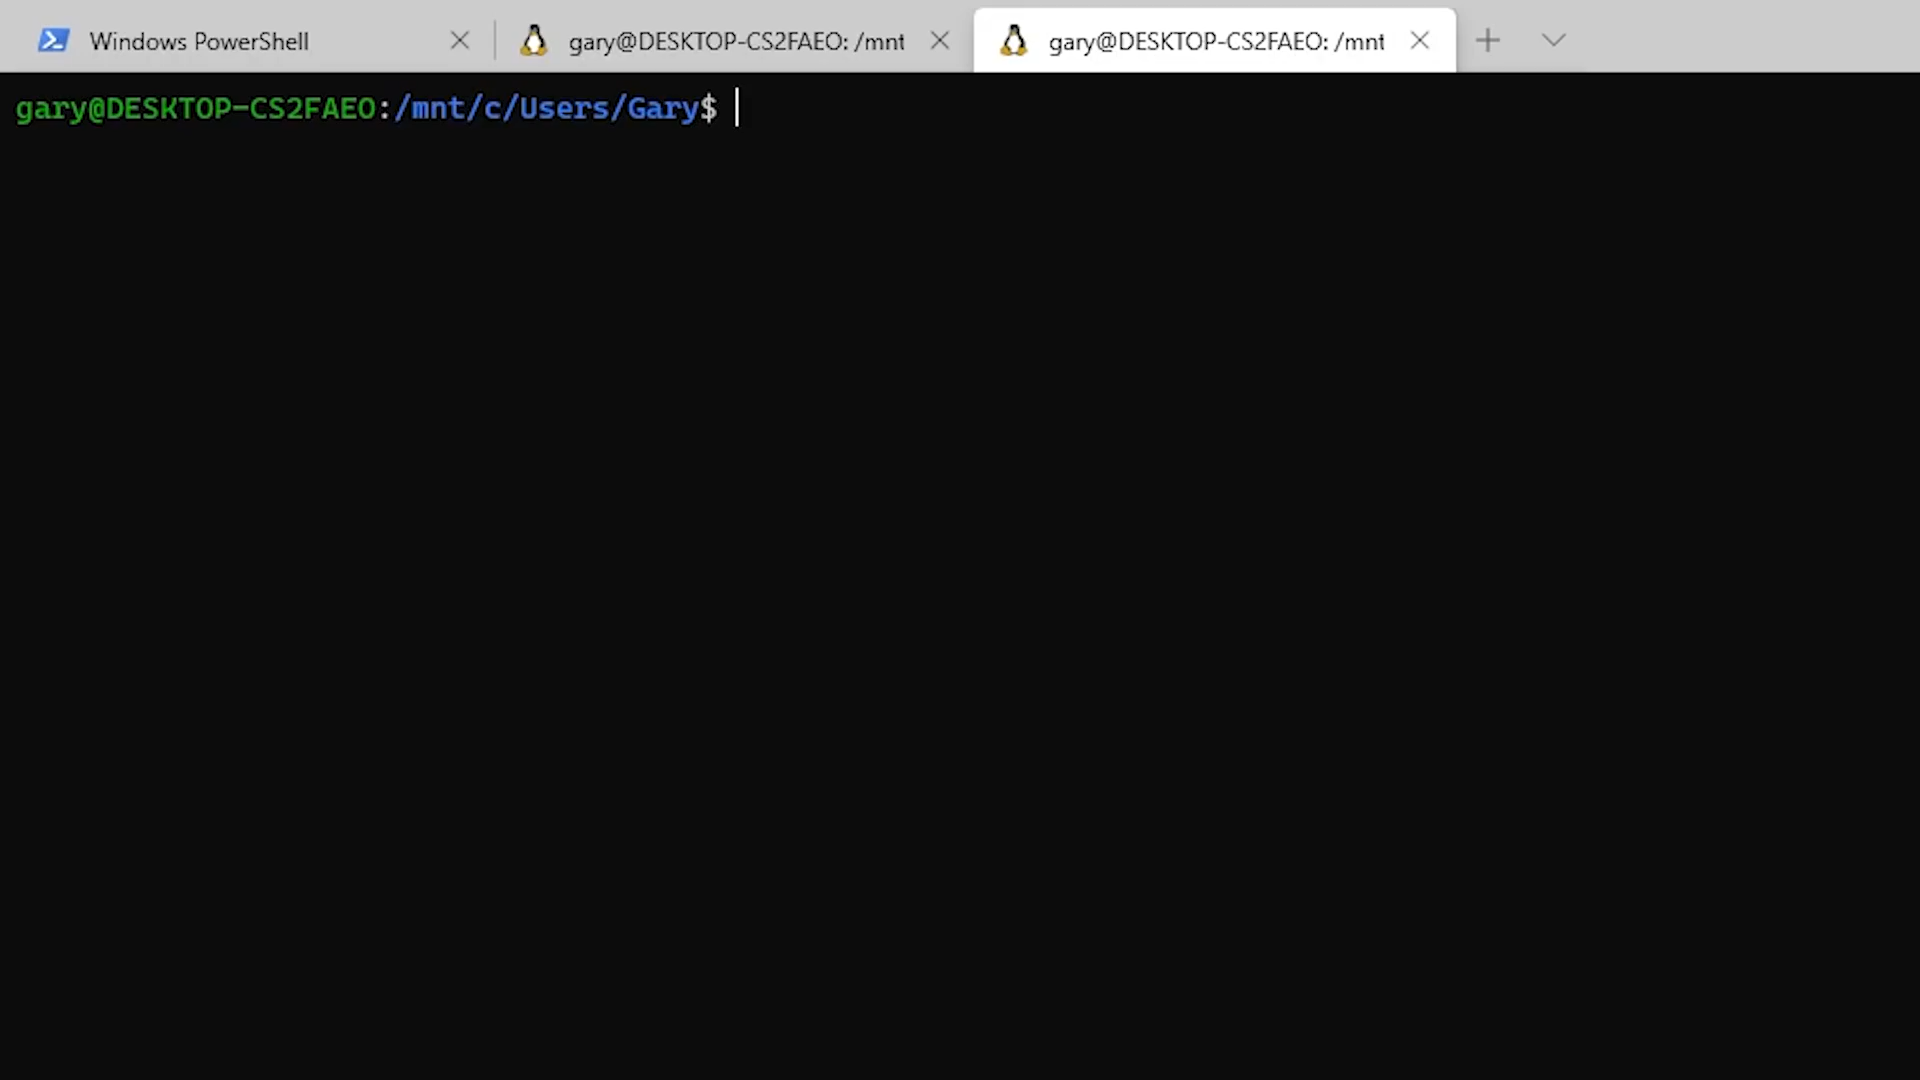 Windows PowerShell
gary@DESKTOP-CS2FAEO: /mnt
gary@DESKTOP-CS2FAEO: /mnt
gary@DESKTOP-CS2FAEO:/mnt/c/Users/Gary$